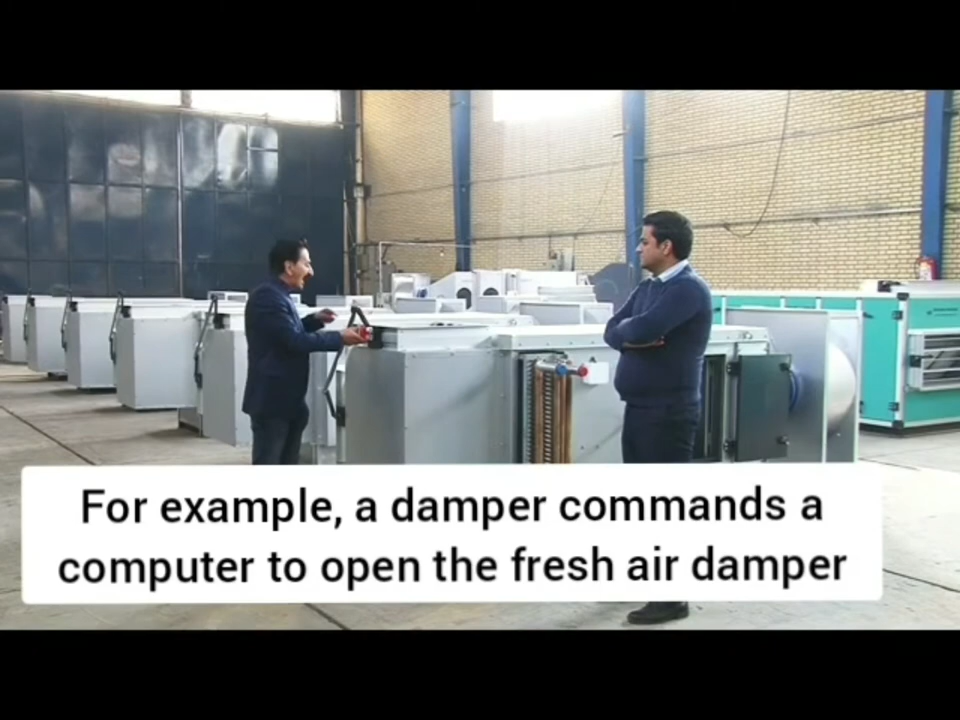 For example, a damper commands a
computer to open the fresh air damper